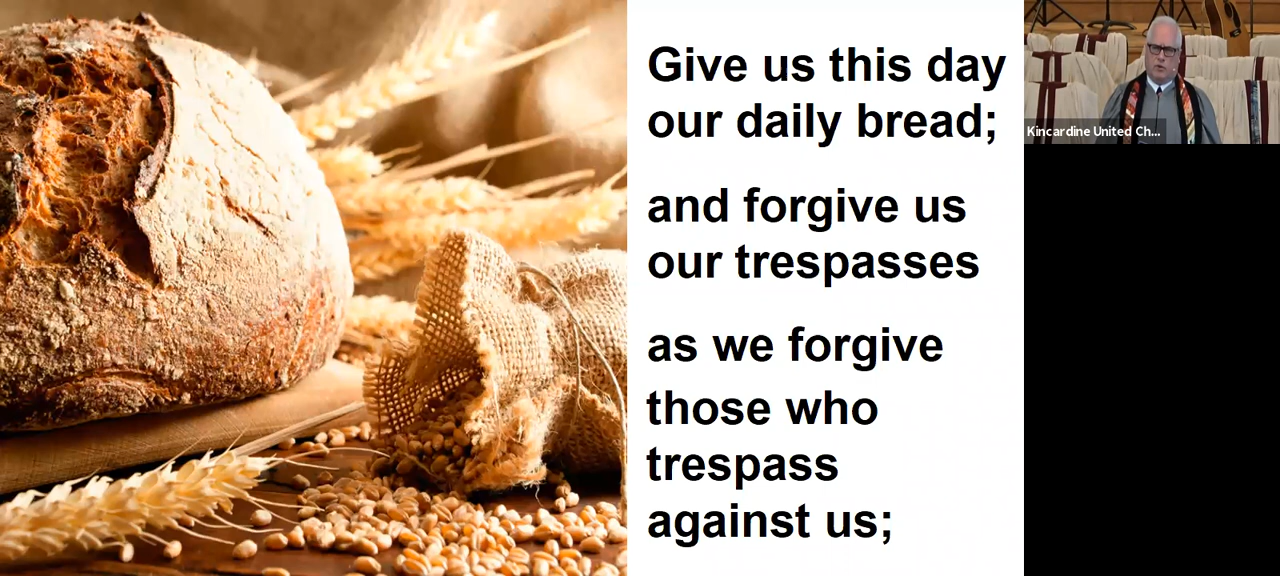 Give us this day
our daily bread;
and forgive us
our trespasses
as we forgive
those who
trespass
against us;
Kincardine United Ch...